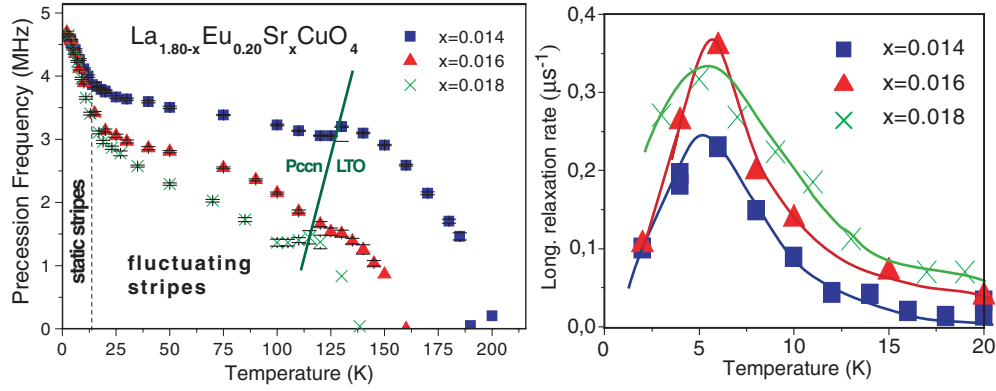 La1.80-xEu0.20SrxCuO4
x=0.014
x=0.016
x=0.018
Pccn LTO
static stripes
fluctuating
stripes
Precession Frequency (MHz)
5
4
3
2
1
0
0 25 50 75 100 125 150 175 200
Temperature (K)
x=0.014
x=0.016
x=0.018
Long. relaxation rate (µs-1)
0,4
0,3
0,2
0,1
0,0
0 5 10 15 20
Temperature (K)